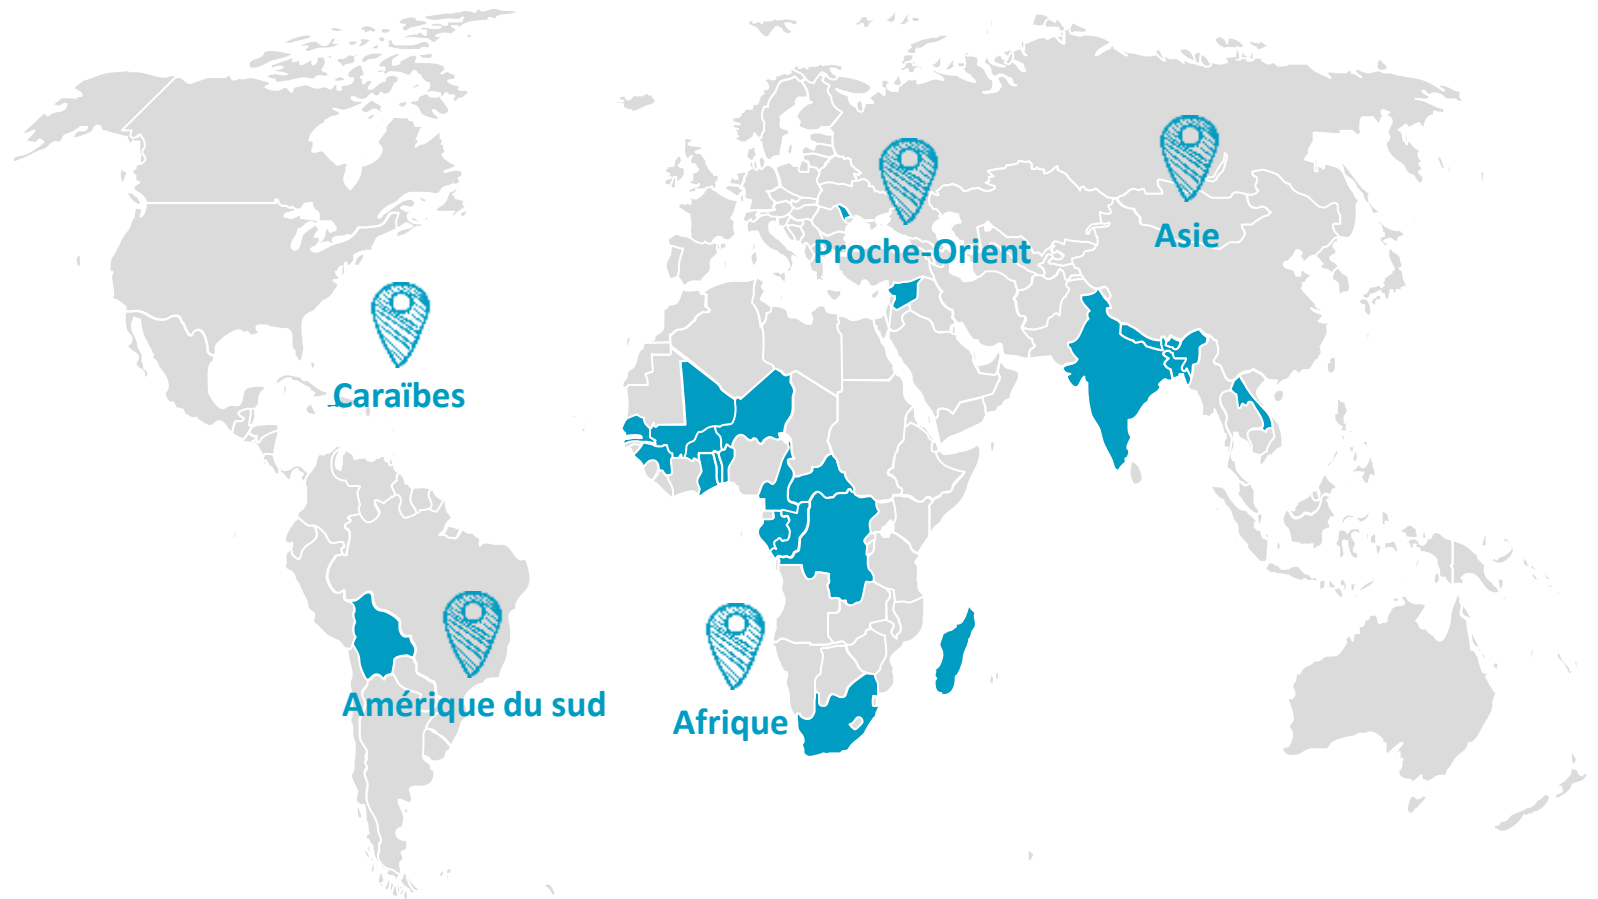 Asie
Proche-Orient
Caraïbes
Amérique du sud
Afrique